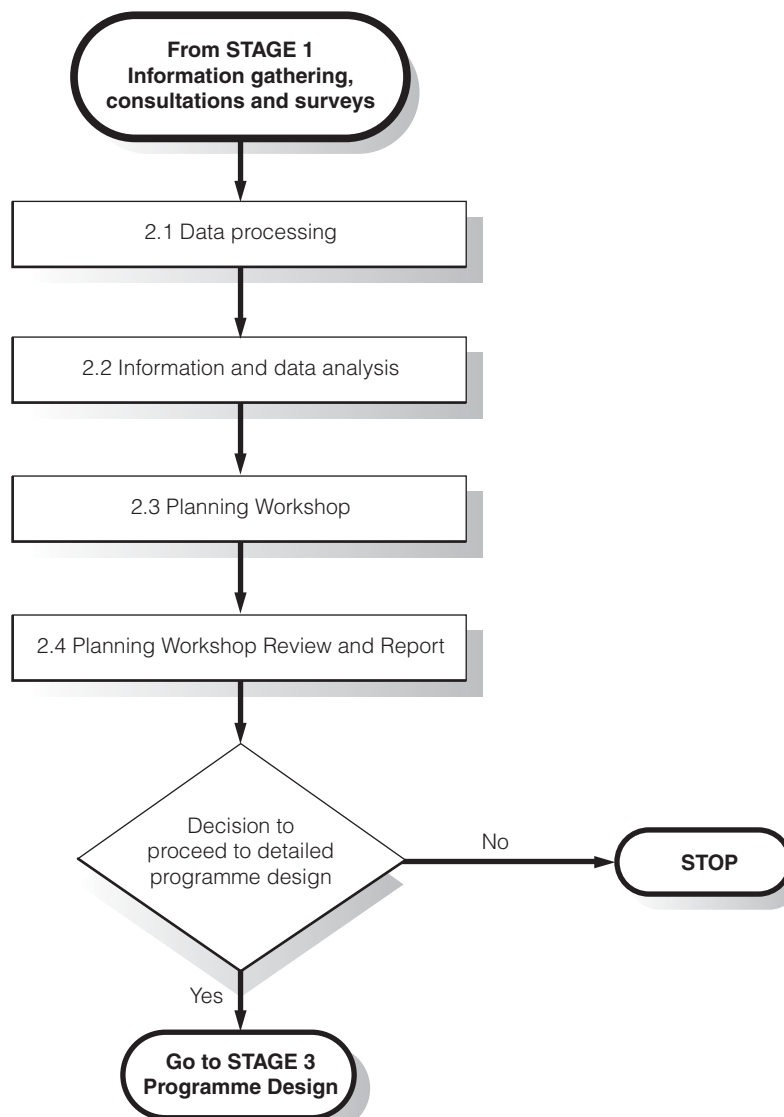 From STAGE 1
Information gathering,
consultations and surveys
2.1 Data processing
2.2 Information and data analysis
2.3 Planning Workshop
2.4 Planning Workshop Review and Report
Decision to
proceed to detailed
programme design
No
STOP
Yes
Go to STAGE 3
Programme Design